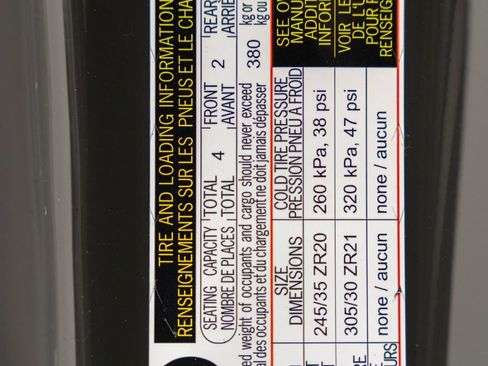 TIRE AND LOADING INFORMATION
RENSEIGNEMENTS SUR LES PNEUS ET LE CHA
SEATING CAPACITY TOTAL 4 FRONT 2 REAR
NOMBRE DE PLACES TOTAL AVANT ARRIÈ
ed weight of occupants and cargo should never exceed 380 kg or
al des occupants et du chargement ne doit jamais dépasser kg ou
SIZE COLD TIRE PRESSURE
DIMENSIONS PRESSION PNEU À FROID
245/35 ZR20 260 kPa, 38 psi
305/30 ZR21 320 kPa, 47 psi
none / aucun none / aucun
SEE O
MANU
ADDIT
INFOR
VOIR LE
DE L'U
POUR P
RENSEIG